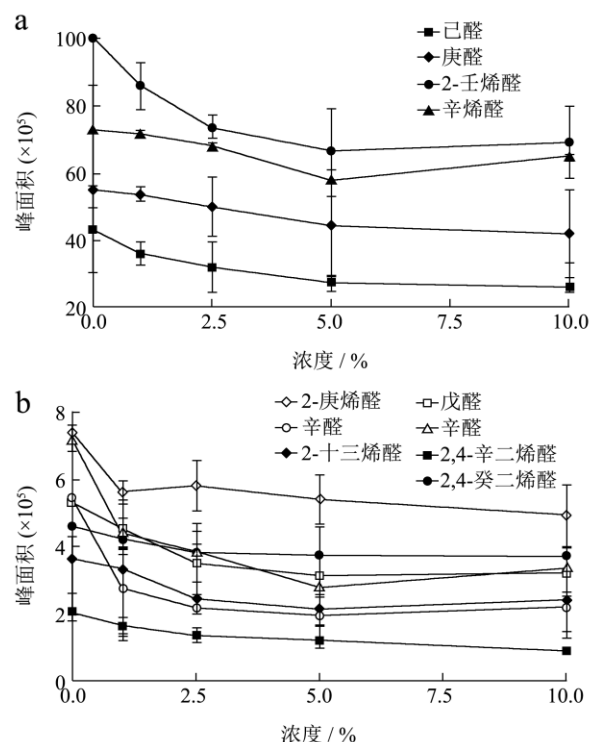 a
100
80
60
40
20
峰面积 (×10⁵)
己醛
庚醛
2-壬烯醛
辛烯醛
0.0 2.5 5.0 7.5 10.0
浓度 / %
b
8
6
4
2
0
峰面积 (×10⁵)
2-庚烯醛 戊醛
辛醛 辛醛
2-十三烯醛 2,4-辛二烯醛
2,4-癸二烯醛
0.0 2.5 5.0 7.5 10.0
浓度 / %